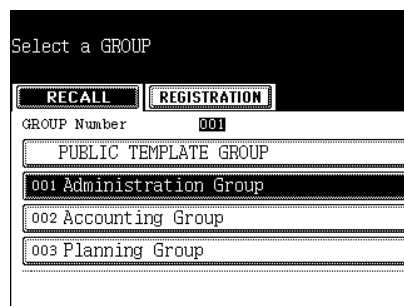 Select a GROUP
RECALL REGISTRATION
GROUP Number 001
PUBLIC TEMPLATE GROUP
001 Administration Group
002 Accounting Group
003 Planning Group